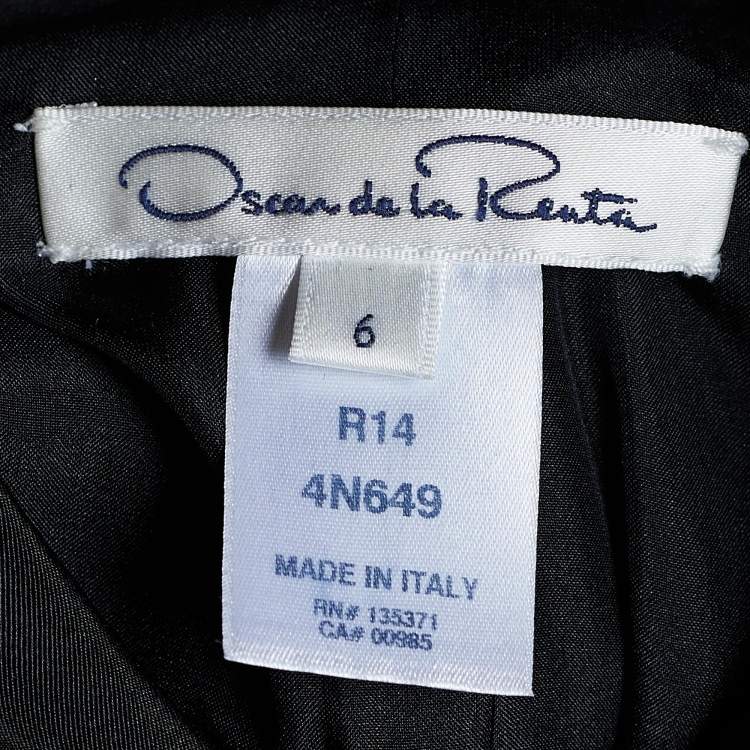 Oscar de la Renta
6
R14
4N649
MADE IN ITALY
RN# 135371
CA# 00985